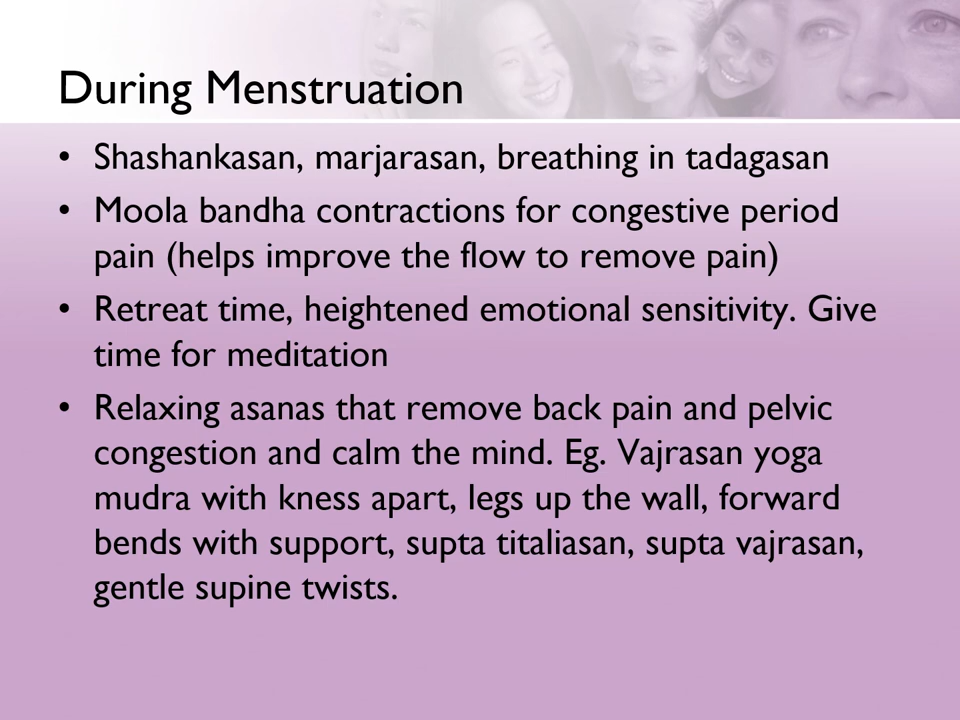 During Menstruation
• Shashankasan, marjarasan, breathing in tadagasan
• Moola bandha contractions for congestive period
pain (helps improve the flow to remove pain)
• Retreat time, heightened emotional sensitivity. Give
time for meditation
• Relaxing asanas that remove back pain and pelvic
congestion and calm the mind. Eg. Vajrasan yoga
mudra with kness apart, legs up the wall, forward
bends with support, supta titaliasan, supta vajrasan,
gentle supine twists.